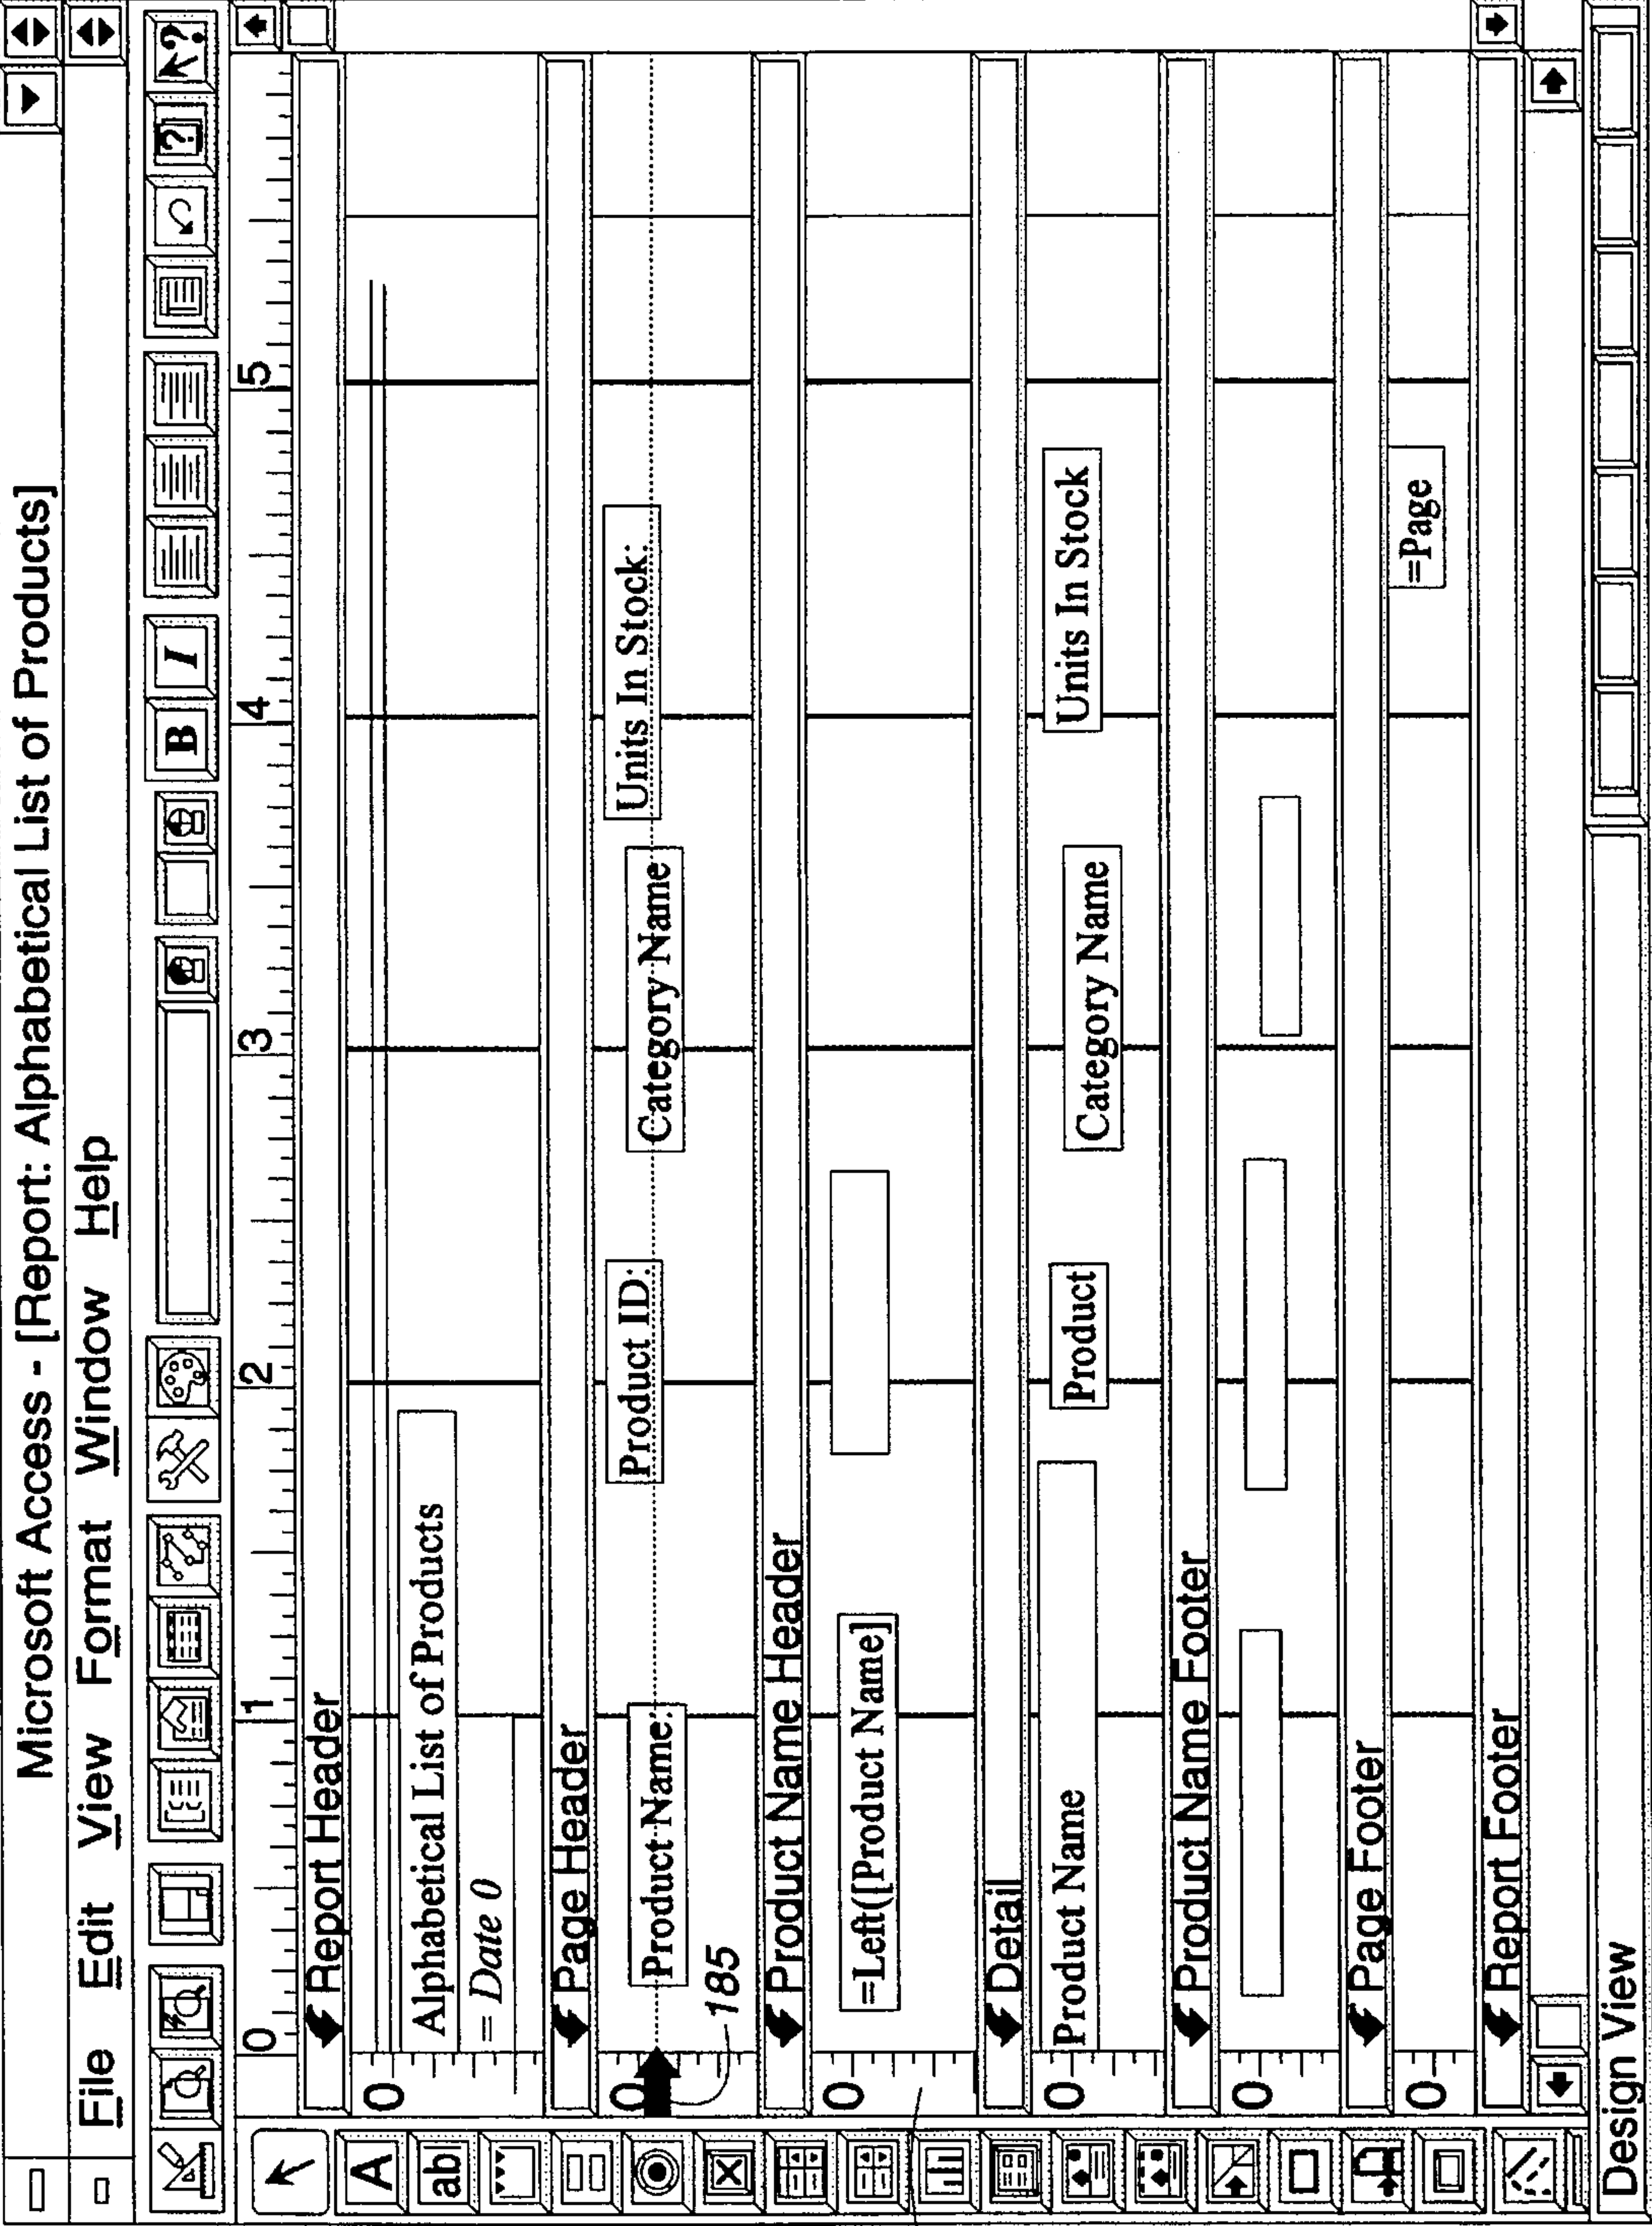 Microsoft Access - [Report: Alphabetical List of Products]
File Edit View Format Window Help
B I ?  ?
0 1 2 3 4 5
A
ab
Report Header
0
Alphabetical List of Products
= Date 0
Page Header
0
Product Name: Product ID: Category Name Units In Stock:
185
Product Name Header
0
=Left([Product Name]
Detail
0
Product Name Product Category Name Units In Stock
Product Name Footer
0
Page Footer
0
=Page
Report Footer
Design View